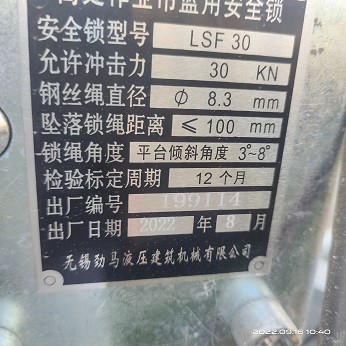 高处作业吊篮用安全锁
安全锁型号 LSF 30
允许冲击力 30 KN
钢丝绳直径 ϕ 8.3 mm
坠落锁绳距离 ≤100 mm
锁绳角度 平台倾斜角度 3°~8°
检验标定周期 12个月
出厂编号 199114
出厂日期 2022 年 8 月
无锡劲马液压建筑机械有限公司
2022.09.16 10:40